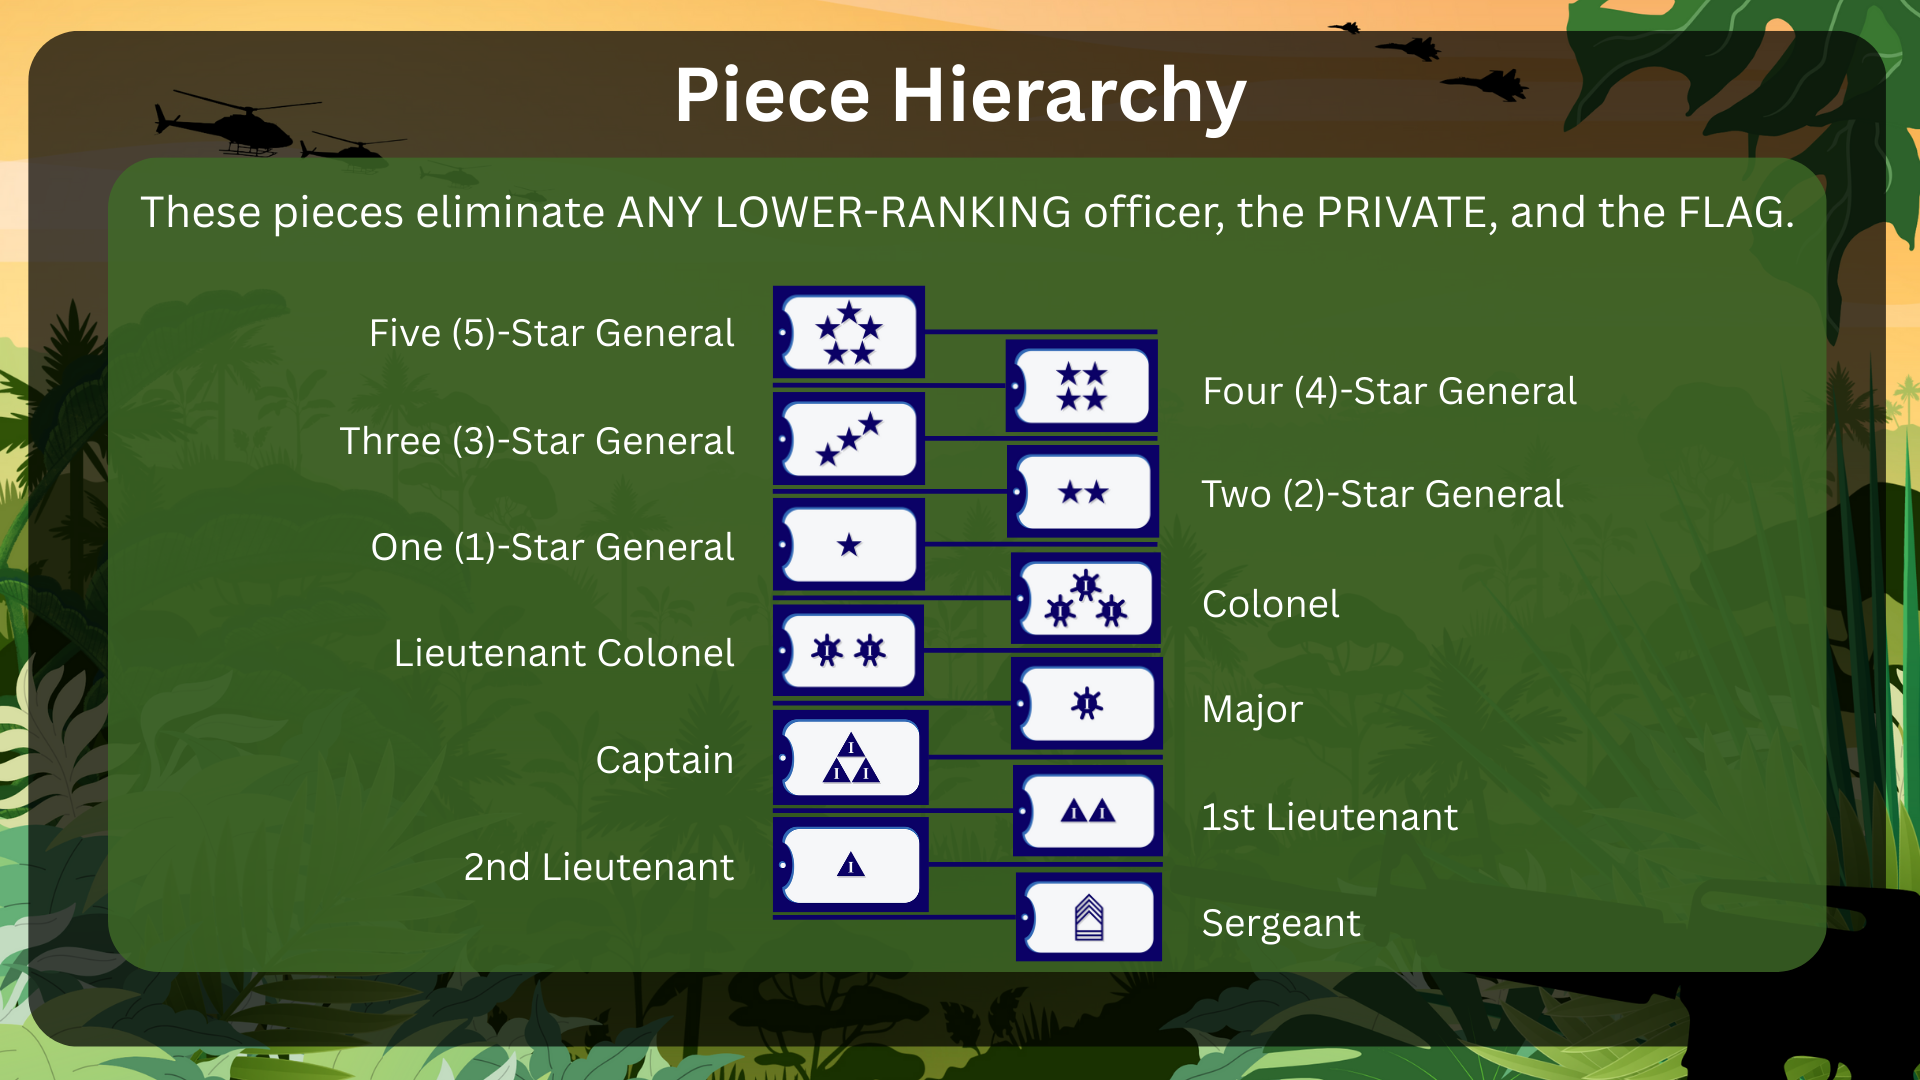 Piece Hierarchy
These pieces eliminate ANY LOWER-RANKING officer, the PRIVATE, and the FLAG.
Five (5)-Star General
Four (4)-Star General
Three (3)-Star General
Two (2)-Star General
One (1)-Star General
Colonel
I
I I
Lieutenant Colonel
I I
Major
I
Captain
I
I I
1st Lieutenant
I I
2nd Lieutenant
I
Sergeant